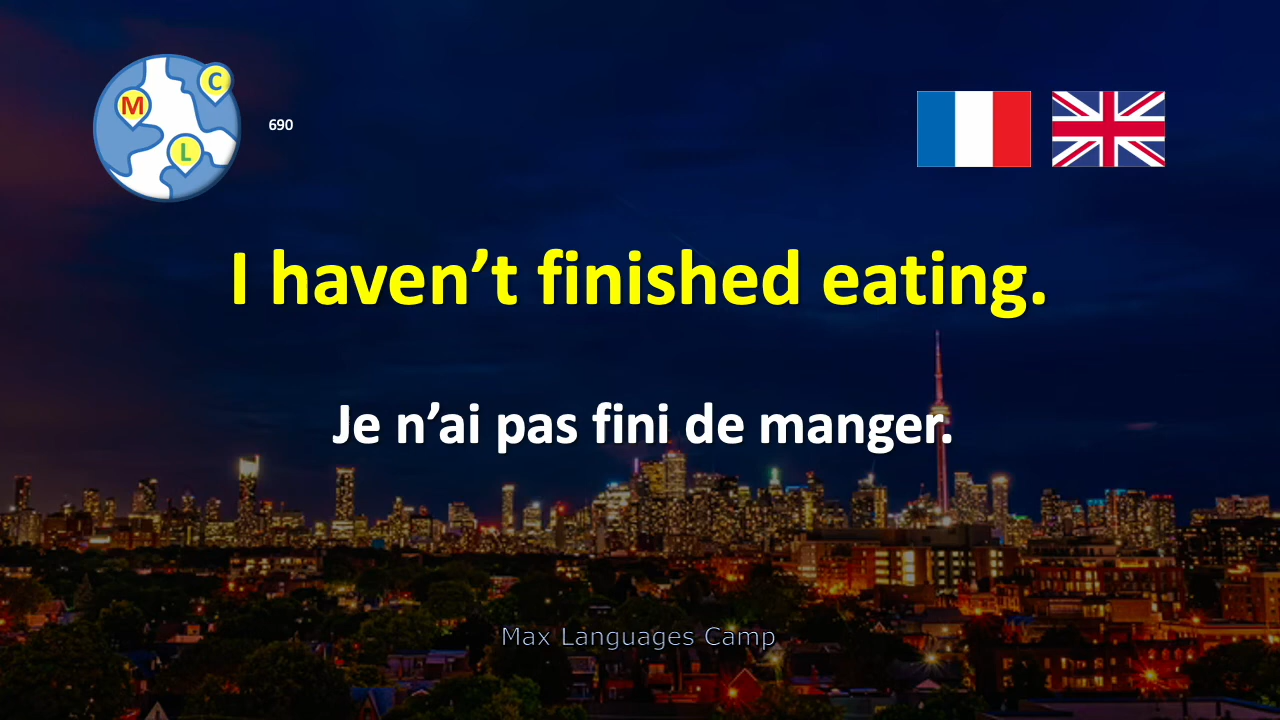 C
M
690
L
I haven’t finished eating.
Je n’ai pas fini de manger.
Max Languages Camp